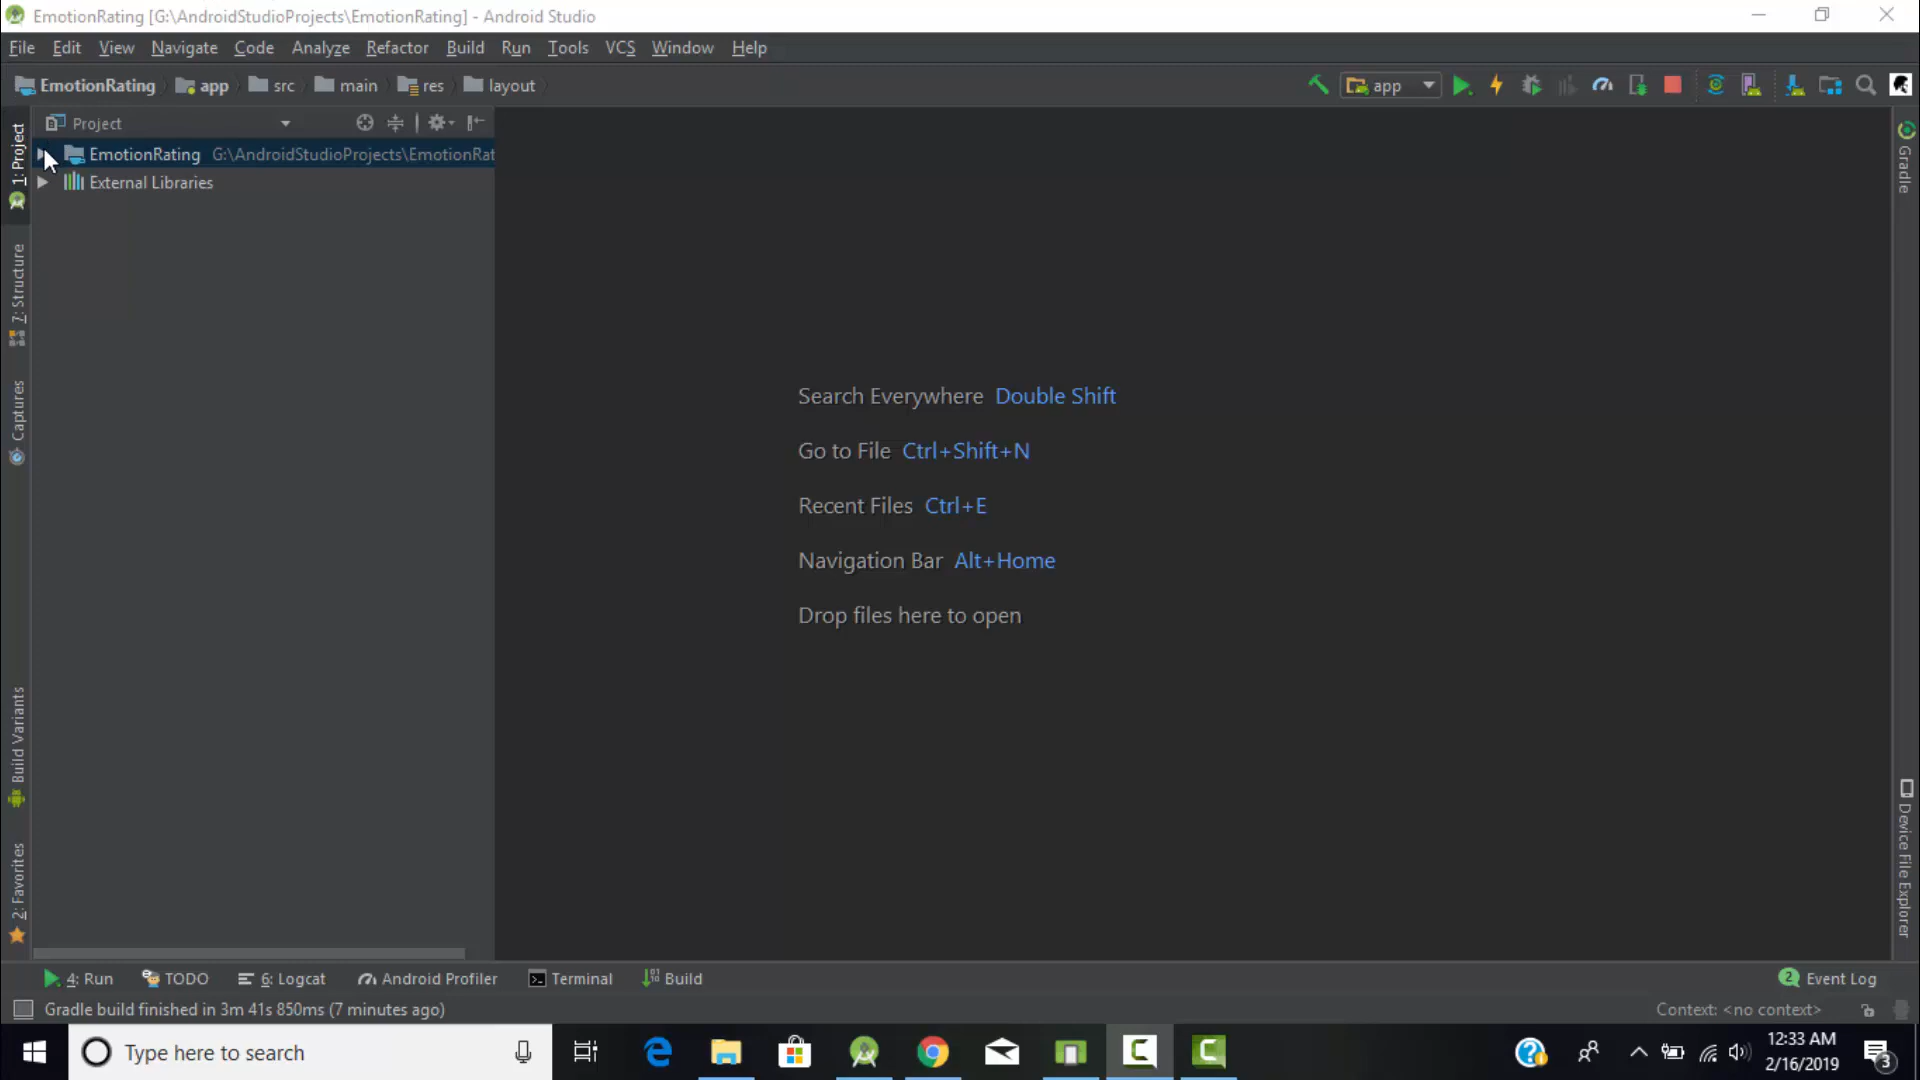 EmotionRating [G:\AndroidStudioProjects\EmotionRating] - Android Studio
File Edit View Navigate Code Analyze Refactor Build Run Tools VCS Window Help
EmotionRating app src main res layout app
Project
EmotionRating G:\AndroidStudioProjects\EmotionRat
External Libraries
1: Project
7: Structure
Captures
Build Variants
2: Favorites
Search Everywhere Double Shift
Go to File Ctrl+Shift+N
Recent Files Ctrl+E
Navigation Bar Alt+Home
Drop files here to open
Gradle
Device File Explorer
4: Run TODO 6: Logcat Android Profiler Terminal Build 2 Event Log
Gradle build finished in 3m 41s 850ms (7 minutes ago) Context: <no context>
Type here to search
12:33 AM
2/16/2019
3